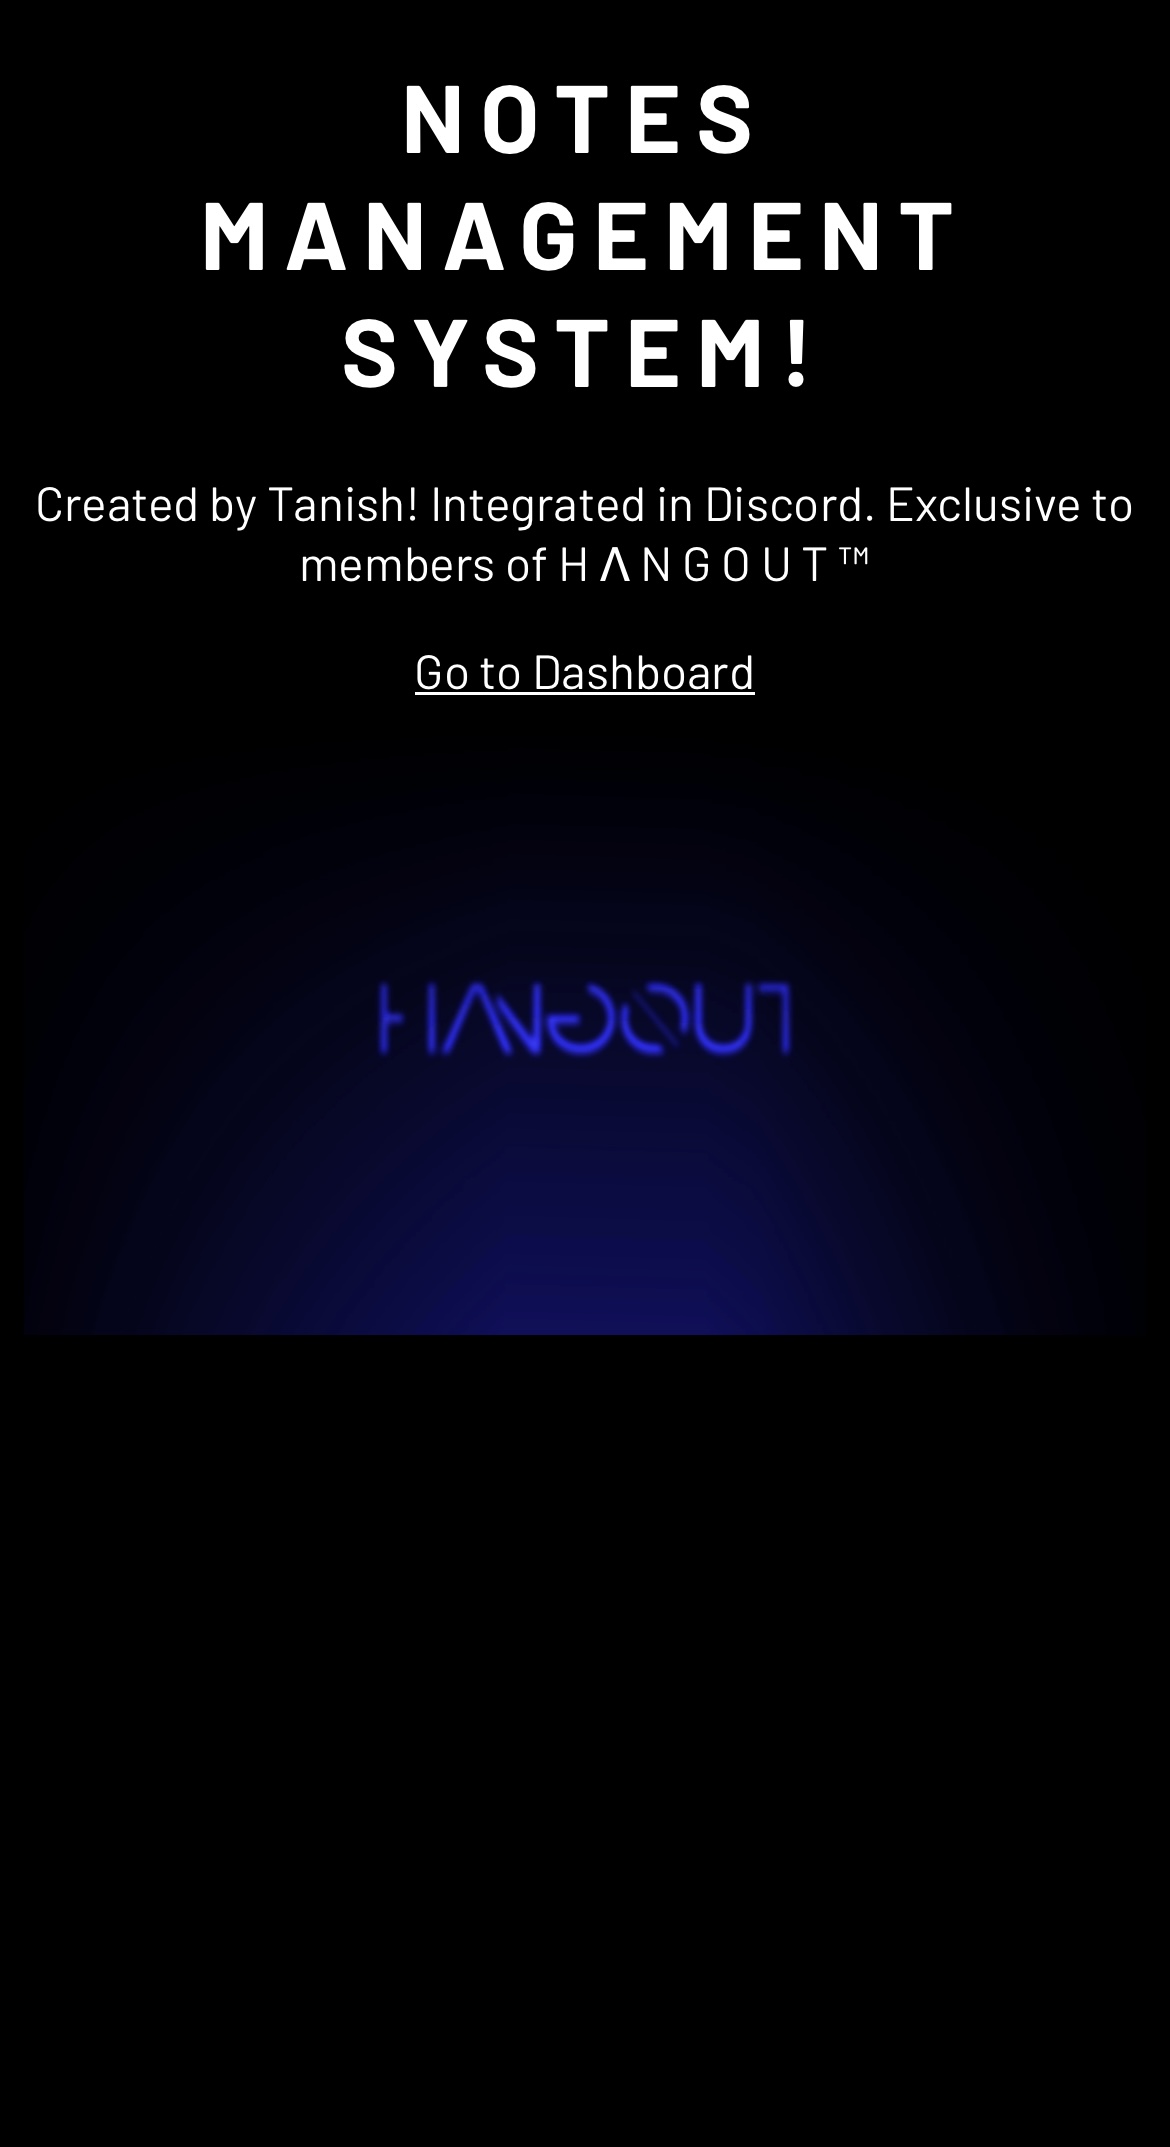 NOTES
MANAGEMENT
SYSTEM!
Created by Tanish! Integrated in Discord. Exclusive to
members of H Λ N G O U T ™
Go to Dashboard
HANGOUT